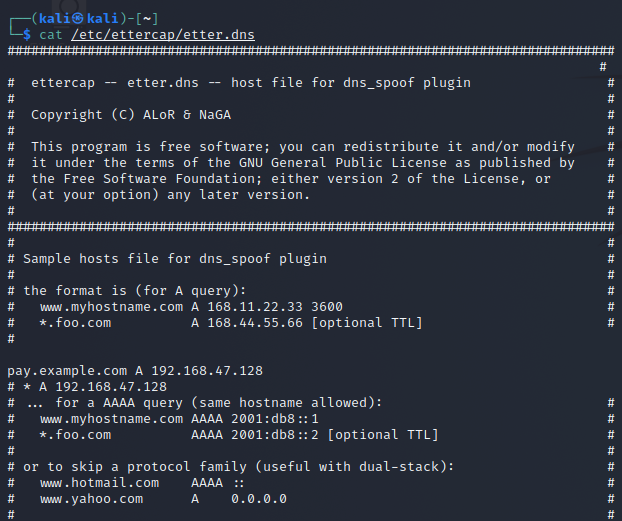 ┌──(kali㉿kali)-[~]
└─$ cat /etc/ettercap/etter.dns
############################################################################
                                                                          #
#  ettercap -- etter.dns -- host file for dns_spoof plugin                 #
#                                                                          #
#  Copyright (C) ALoR & NaGA                                               #
#                                                                          #
#  This program is free software; you can redistribute it and/or modify    #
#  it under the terms of the GNU General Public License as published by    #
#  the Free Software Foundation; either version 2 of the License, or       #
#  (at your option) any later version.                                     #
#                                                                          #
############################################################################
#                                                                          #
# Sample hosts file for dns_spoof plugin                                   #
#                                                                          #
# the format is (for A query):                                             #
#   www.myhostname.com A 168.11.22.33 3600                                 #
#   *.foo.com          A 168.44.55.66 [optional TTL]                       #
#
pay.example.com A 192.168.47.128
# * A 192.168.47.128
# ... for a AAAA query (same hostname allowed):                            #
#   www.myhostname.com AAAA 2001:db8::1                                    #
#   *.foo.com          AAAA 2001:db8::2 [optional TTL]                     #
#                                                                          #
# or to skip a protocol family (useful with dual-stack):                   #
#   www.hotmail.com    AAAA ::                                             #
#   www.yahoo.com      A    0.0.0.0                                        #
#                                                                          #